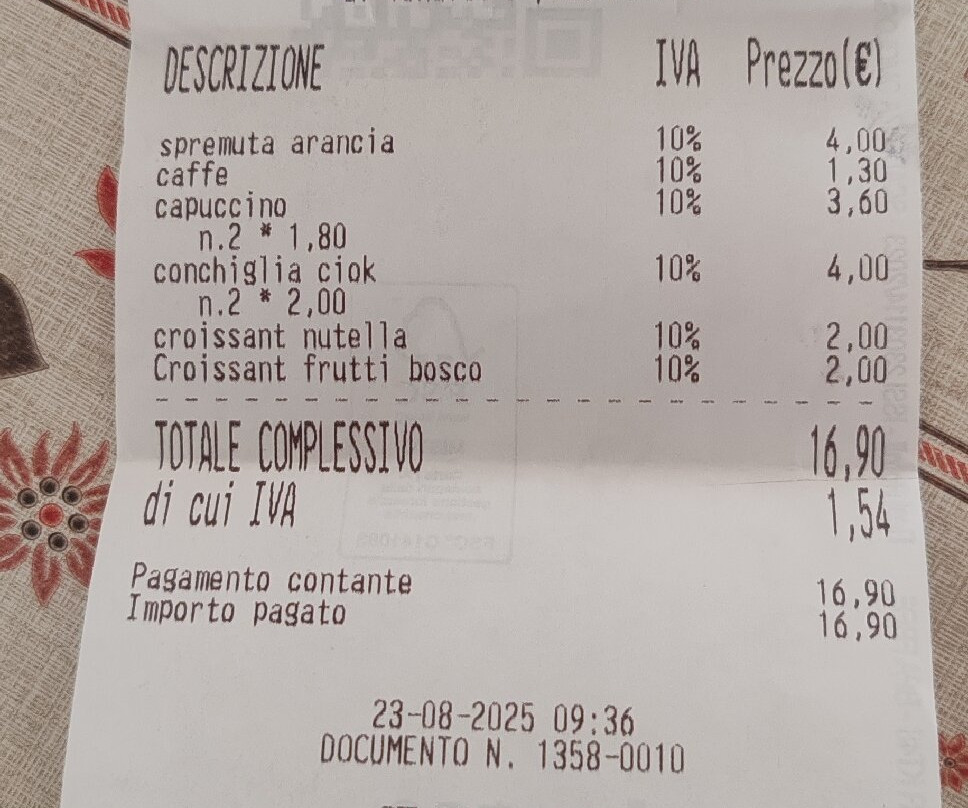 DESCRIZIONE IVA Prezzo(€)
spremuta arancia 10% 4,00
caffe 10% 1,30
capuccino 10% 3,60
n.2 * 1,80
conchiglia ciok 10% 4,00
n.2 * 2,00
croissant nutella 10% 2,00
Croissant frutti bosco 10% 2,00
TOTALE COMPLESSIVO 16,90
di cui IVA 1,54
Pagamento contante 16,90
Importo pagato 16,90
23-08-2025 09:36
DOCUMENTO N. 1358-0010